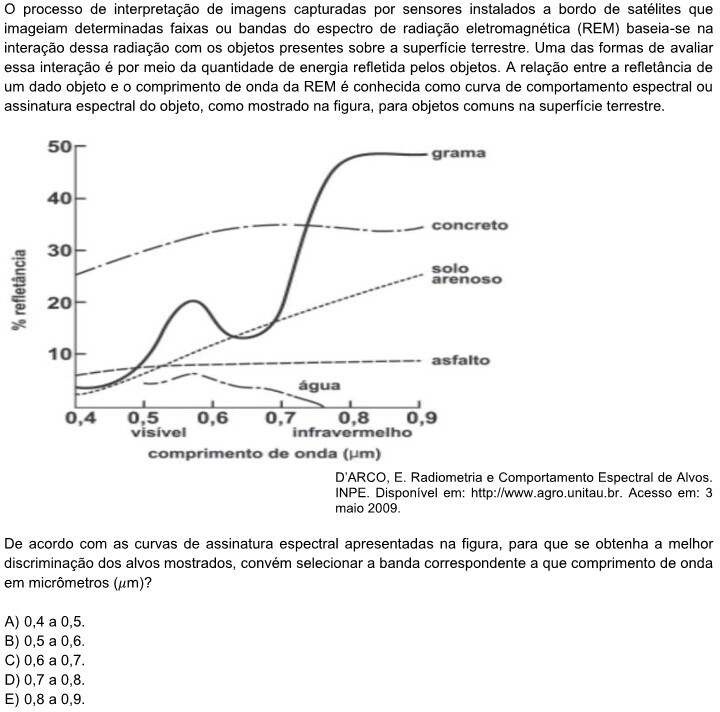 O processo de interpretação de imagens capturadas por sensores instalados a bordo de satélites que
imageiam determinadas faixas ou bandas do espectro de radiação eletromagnética (REM) baseia-se na
interação dessa radiação com os objetos presentes sobre a superfície terrestre. Uma das formas de avaliar
essa interação é por meio da quantidade de energia refletida pelos objetos. A relação entre a refletância de
um dado objeto e o comprimento de onda da REM é conhecida como curva de comportamento espectral ou
assinatura espectral do objeto, como mostrado na figura, para objetos comuns na superfície terrestre.
% refletância
50
40
30
20
10
grama
concreto
solo
arenoso
asfalto
água
0,4 0,5 0,6 0,7 0,8 0,9
visível infravermelho
comprimento de onda (μm)
D'ARCO, E. Radiometria e Comportamento Espectral de Alvos.
INPE. Disponível em: http://www.agro.unitau.br. Acesso em: 3
maio 2009.
De acordo com as curvas de assinatura espectral apresentadas na figura, para que se obtenha a melhor
discriminação dos alvos mostrados, convém selecionar a banda correspondente a que comprimento de onda
em micrômetros (μm)?
A) 0,4 a 0,5.
B) 0,5 a 0,6.
C) 0,6 a 0,7.
D) 0,7 a 0,8.
E) 0,8 a 0,9.